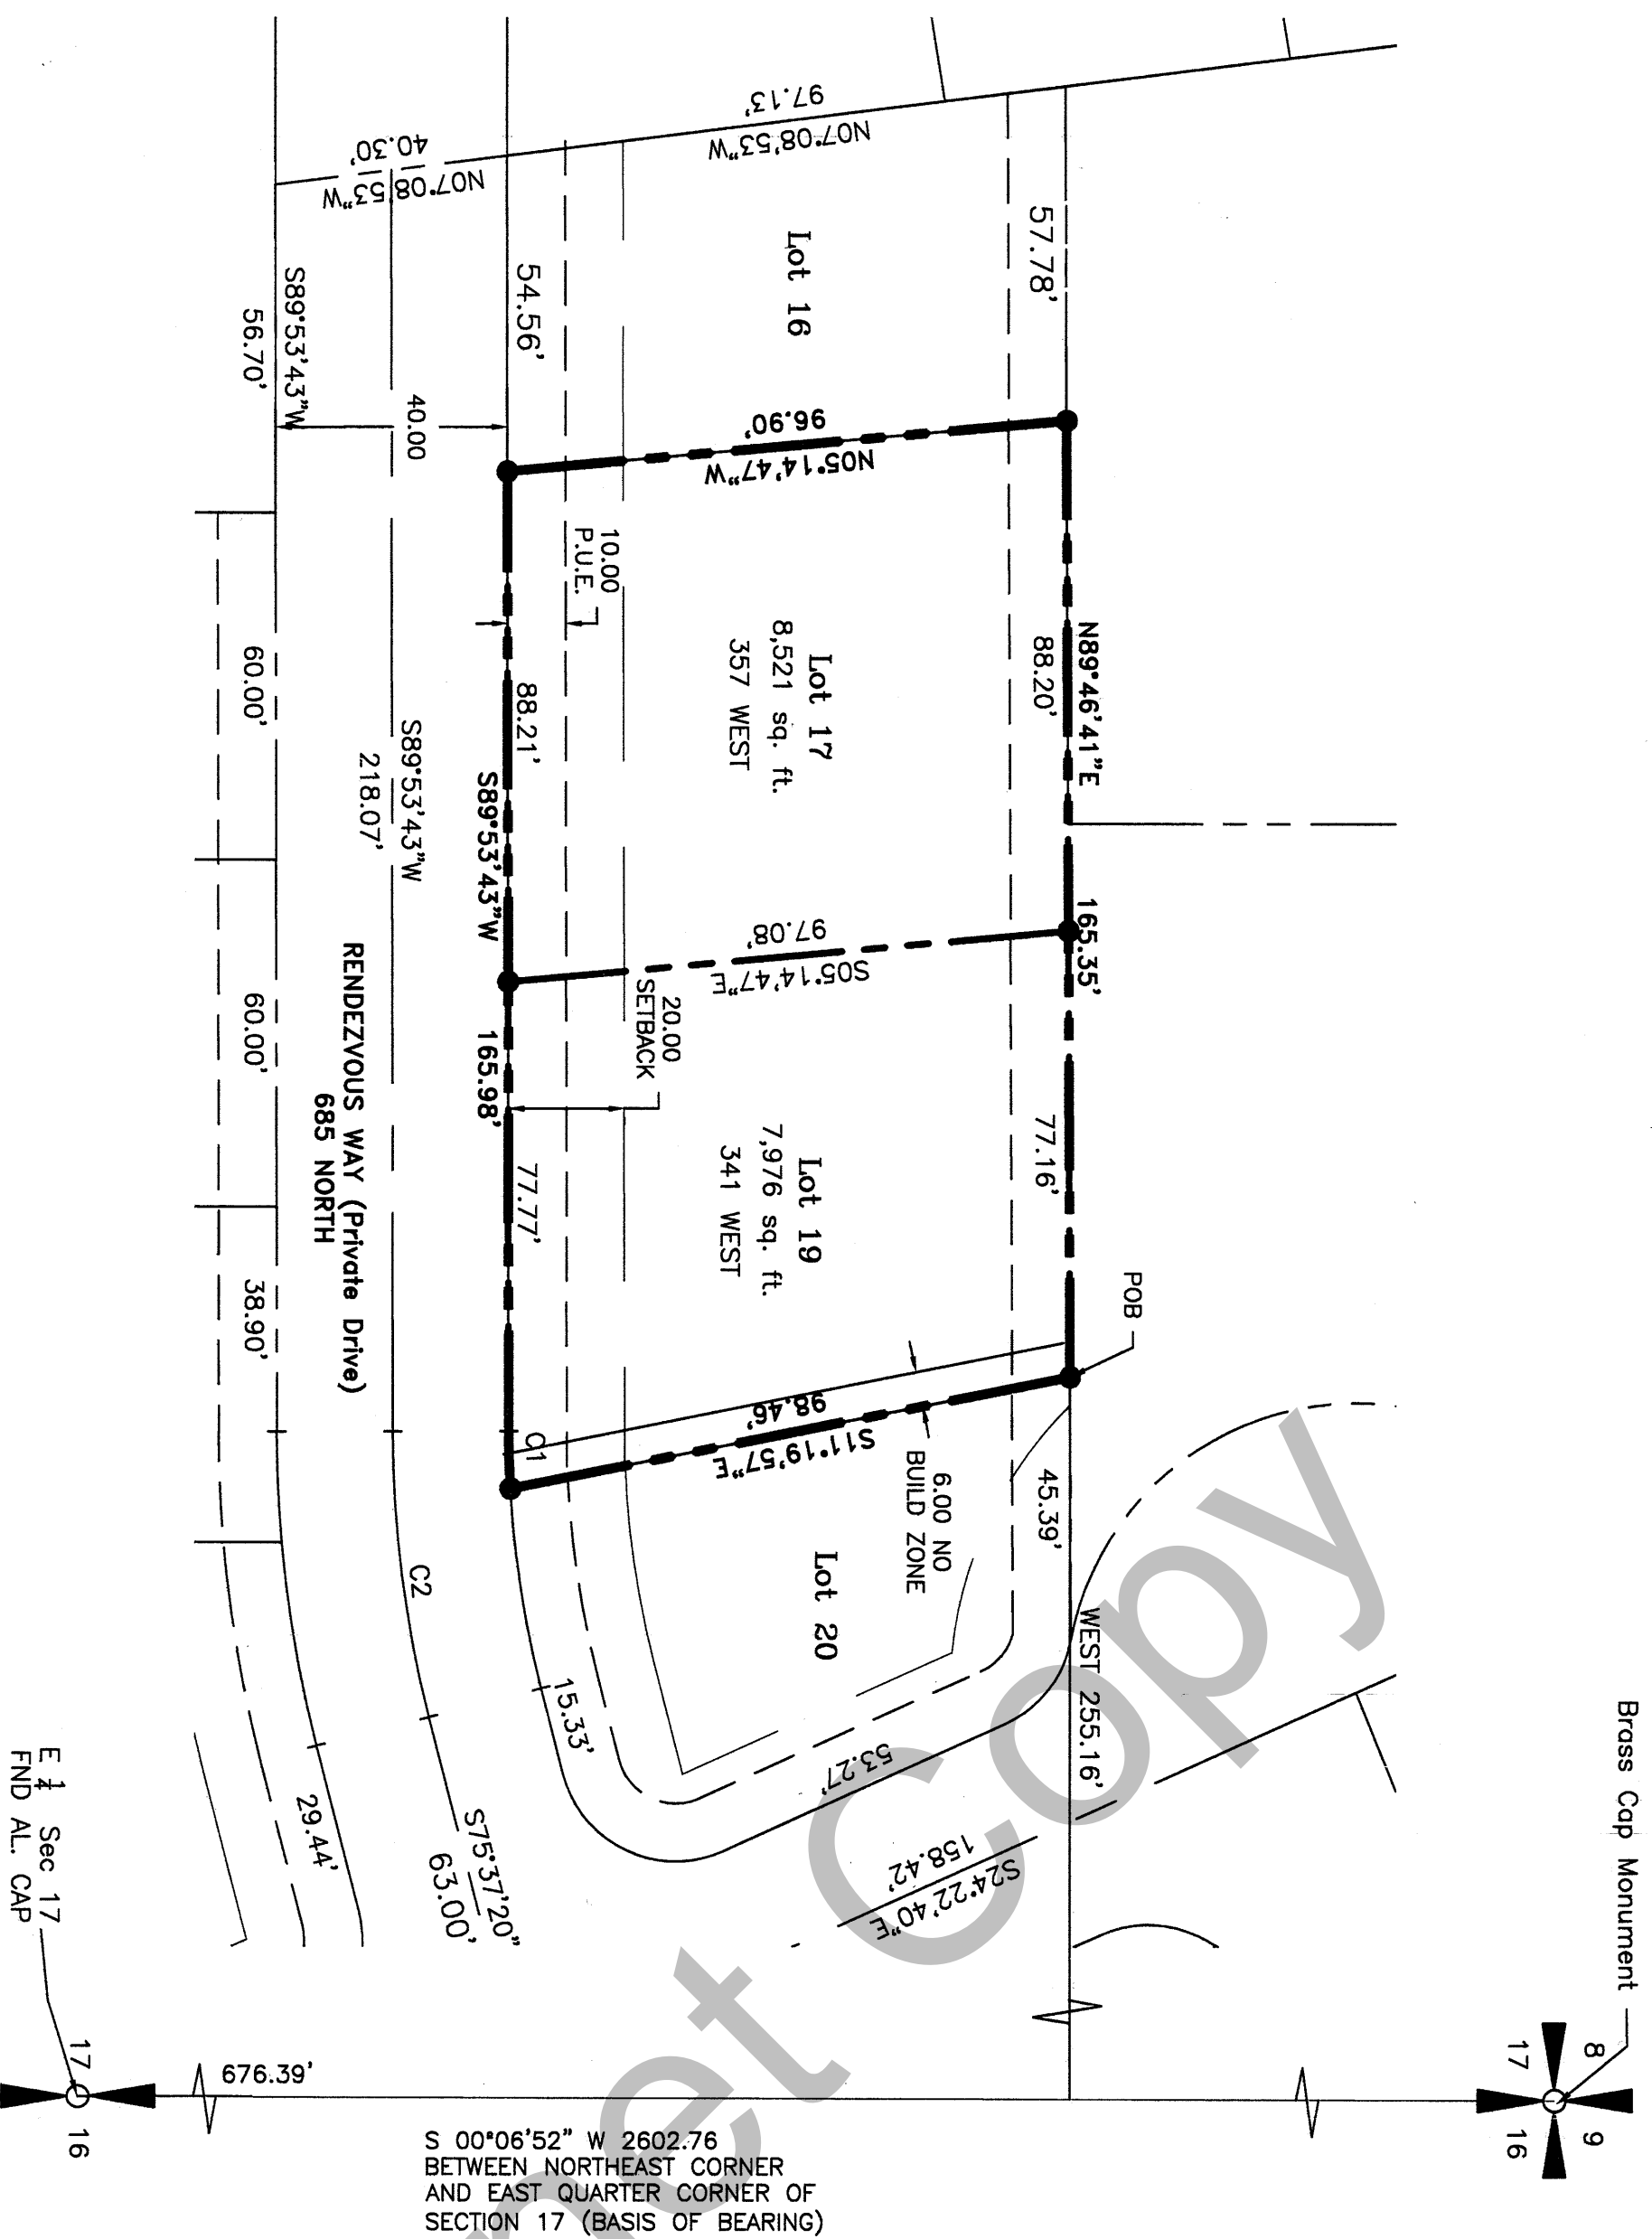 Brass Cap Monument
8
9
17
16
POB
N89°46'41"E
165.35'
WEST 255.16'
57.78'
88.20'
77.16'
45.39'
97.13'
N07°08'53"W
Lot 16
96.90'
N05°14'47"W
Lot 17
8,521 sq. ft.
357 WEST
97.08'
S05°14'47"E
Lot 19
7,976 sq. ft.
341 WEST
98.46'
S11°19'57"E
6.00 NO
BUILD ZONE
Lot 20
53.27'
S24°22'40"E
158.42'
10.00
P.U.E.
20.00
SETBACK
54.56'
88.21'
77.77'
C1
15.33'
S89°53'43"W
165.98'
40.30'
N07°08'53"W
40.00
S89°53'43"W
218.07'
C2
S75°37'20"
63.00'
RENDEZVOUS WAY (Private Drive)
685 NORTH
S89°53'43"W
56.70'
60.00'
60.00'
38.90'
29.44'
676.39'
S 00°06'52" W 2602.76
BETWEEN NORTHEAST CORNER
AND EAST QUARTER CORNER OF
SECTION 17 (BASIS OF BEARING)
E 1/4 Sec 17
FND AL. CAP
17
16
Copy